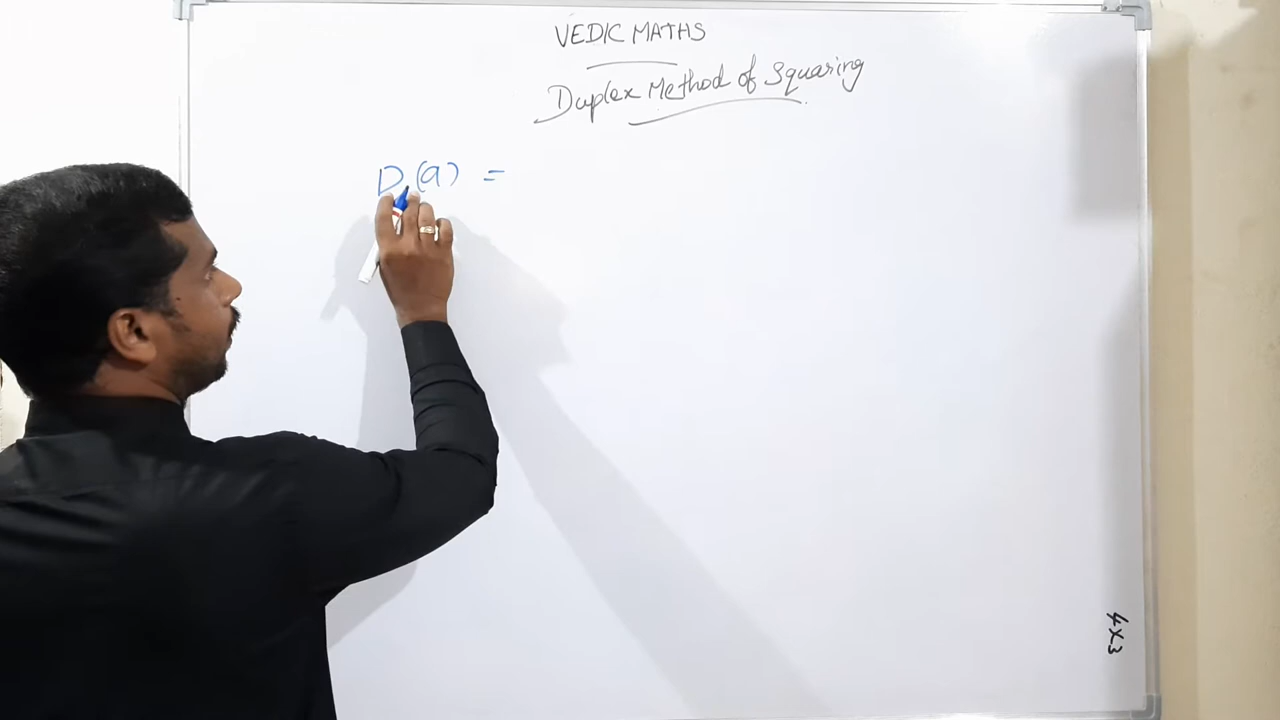 VEDIC MATHS
Duplex Method of Squaring
D(a) =
4x3